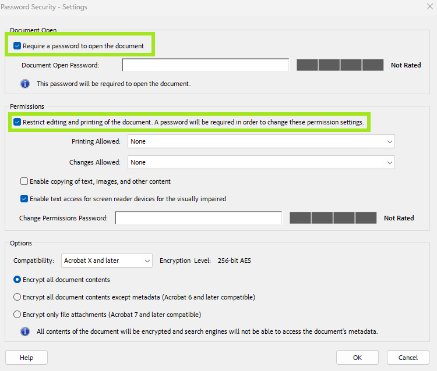 Password Security - Settings
Document Open
Require a password to open the document
Document Open Password:
Not Rated
This password will be required to open the document.
Permissions
Restrict editing and printing of the document. A password will be required in order to change these permission settings.
Printing Allowed: None
Changes Allowed: None
Enable copying of text, images, and other content
Enable text access for screen reader devices for the visually impaired
Change Permissions Password:
Not Rated
Options
Compatibility: Acrobat X and later Encryption Level: 256-bit AES
Encrypt all document contents
Encrypt all document contents except metadata (Acrobat 6 and later compatible)
Encrypt only file attachments (Acrobat 7 and later compatible)
All contents of the document will be encrypted and search engines will not be able to access the document's metadata.
Help OK Cancel